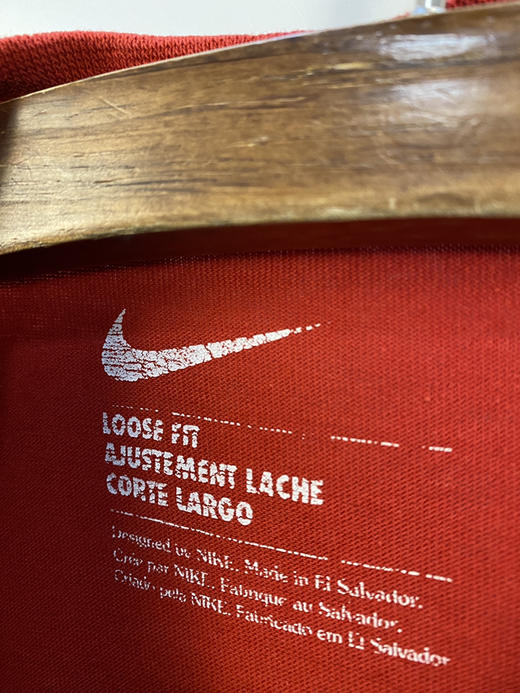 LOOSE FIT
AJUSTEMENT LACHE
CORTE LARGO
Designed by NIKE. Made in El Salvador.
Créé par NIKE. Fabriqué au Salvador.
Criado pela NIKE. Fabricado em El Salvador